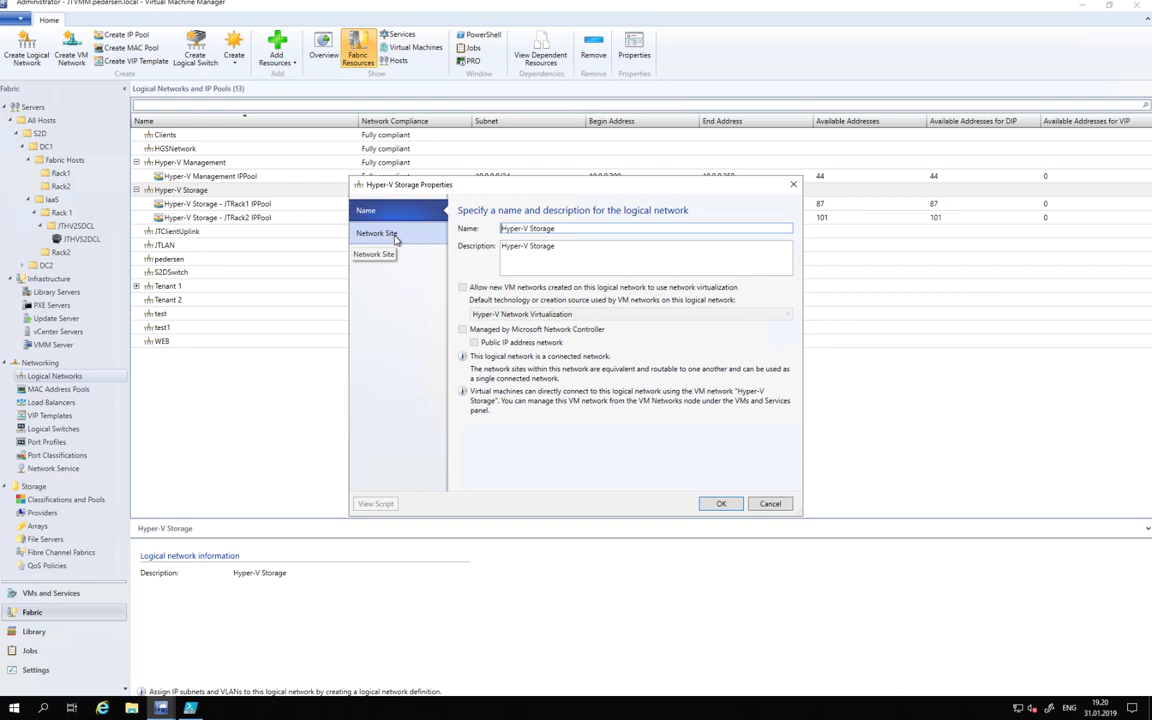 Administrator - JTVMM.pedersen.local - Virtual Machine Manager
Home
Create Logical Network
Create VM Network
Create IP Pool
Create MAC Pool
Create VIP Template
Create Logical Switch
Create
Create
Add Resources
Add
Overview
Fabric Resources
Services
Virtual Machines
Hosts
Show
PowerShell
Jobs
PRO
Window
View Dependent Resources
Dependencies
Remove
Remove
Properties
Properties
Fabric
Servers
All Hosts
S2D
DC1
Fabric Hosts
Rack1
Rack2
IaaS
Rack 1
JTHV2SDCL
JTHVS2DCL
Rack2
DC2
Infrastructure
Library Servers
PXE Servers
Update Server
vCenter Servers
VMM Server
Networking
Logical Networks
MAC Address Pools
Load Balancers
VIP Templates
Logical Switches
Port Profiles
Port Classifications
Network Service
Storage
Classifications and Pools
Providers
Arrays
File Servers
Fibre Channel Fabrics
QoS Policies
VMs and Services
Fabric
Library
Jobs
Settings
Logical Networks and IP Pools (13)
Name Network Compliance Subnet Begin Address End Address Available Addresses Available Addresses for DIP Available Addresses for VIP
Clients Fully compliant
HGSNetwork Fully compliant
Hyper-V Management Fully compliant
Hyper-V Management IPPool 44 44 0
Hyper-V Storage
Hyper-V Storage - JTRack1 IPPool 87 87 0
Hyper-V Storage - JTRack2 IPPool 101 101 0
JTClientUplink
JTLAN
pedersen
S2DSwitch
Tenant 1
Tenant 2
test
test1
WEB
Hyper-V Storage Properties
Name
Network Site
Network Site
Specify a name and description for the logical network
Name: Hyper-V Storage
Description: Hyper-V Storage
Allow new VM networks created on this logical network to use network virtualization
Default technology or creation source used by VM networks on this logical network:
Hyper-V Network Virtualization
Managed by Microsoft Network Controller
Public IP address network
This logical network is a connected network.
The network sites within this network are equivalent and routable to one another and can be used
as a single connected network.
Virtual machines can directly connect to this logical network using the VM network "Hyper-V
Storage". You can manage this VM network from the VM Networks node under the VMs and Services
panel.
View Script
OK
Cancel
Hyper-V Storage
Logical network information
Description: Hyper-V Storage
Assign IP subnets and VLANs to this logical network by creating a logical network definition.
ENG
19.20
31.01.2019